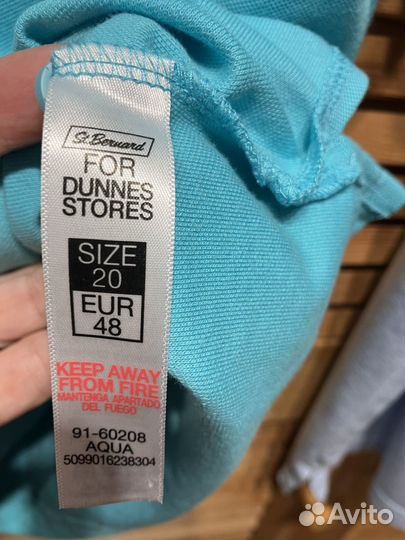 St.Bernard
FOR
DUNNES
STORES
SIZE
20
EUR
48
KEEP AWAY
FROM FIRE
MANTENGA APARTADO
DEL FUEGO
91-60208
AQUA
5099016238304
Avito